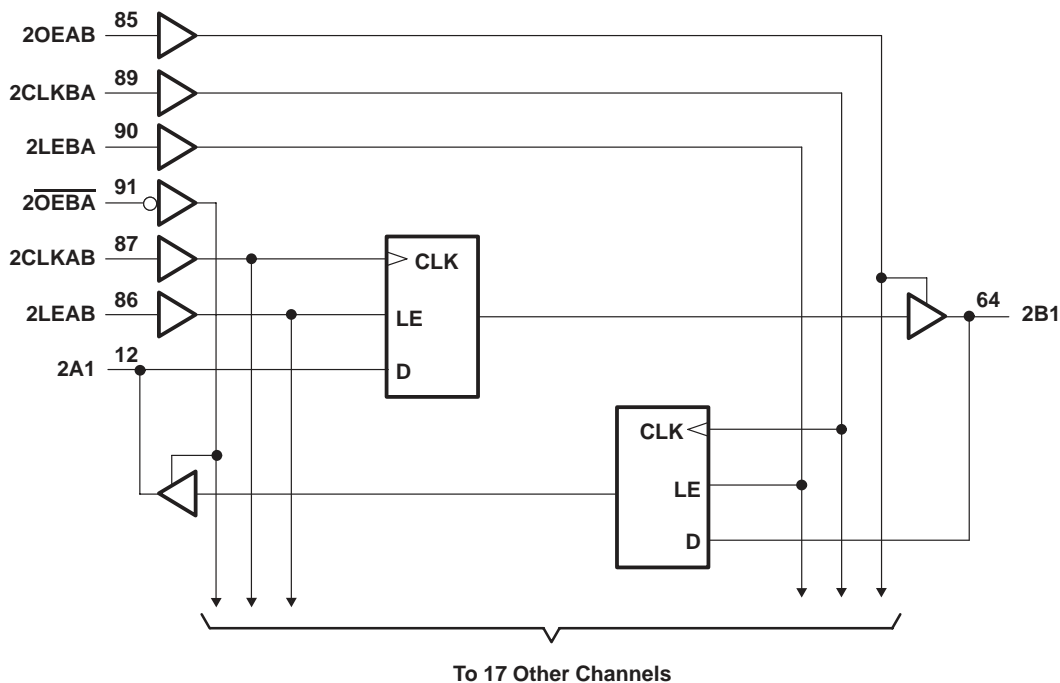 2OEAB 85
2CLKBA 89
2LEBA 90
2O̅E̅B̅A̅ 91
2CLKAB 87
2LEAB 86
2A1 12
CLK
LE
D
64 2B1
CLK
LE
D
To 17 Other Channels